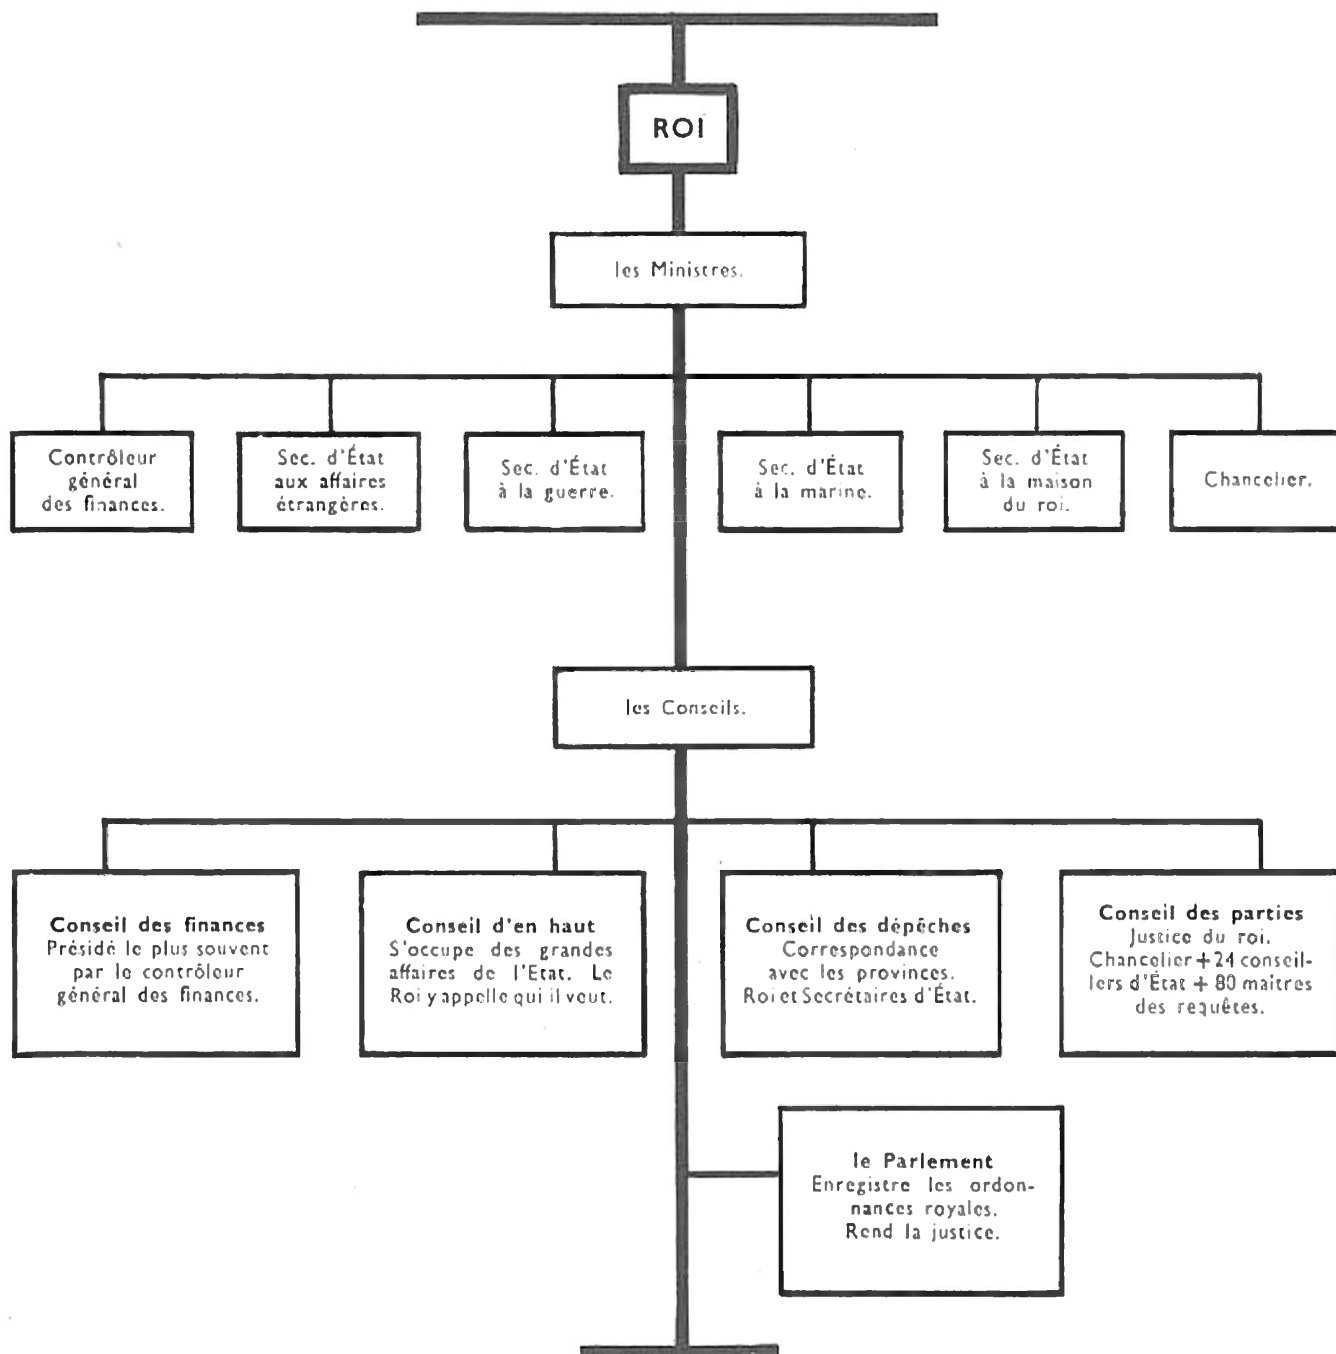 ROI
les Ministres.
Contrôleur
général
des finances.
Sec. d'État
aux affaires
étrangères.
Sec. d'État
à la guerre.
Sec. d'État
à la marine.
Sec. d'État
à la maison
du roi.
Chancelier.
les Conseils.
Conseil des finances
Présidé le plus souvent
par le contrôleur
général des finances.
Conseil d'en haut
S'occupe des grandes
affaires de l'Etat. Le
Roi y appelle qui il veut.
Conseil des dépêches
Correspondance
avec les provinces.
Roi et Secrétaires d'État.
Conseil des parties
Justice du roi.
Chancelier + 24 conseil-
lers d'État + 80 maîtres
des requêtes.
le Parlement
Enregistre les ordon-
nances royales.
Rend la justice.